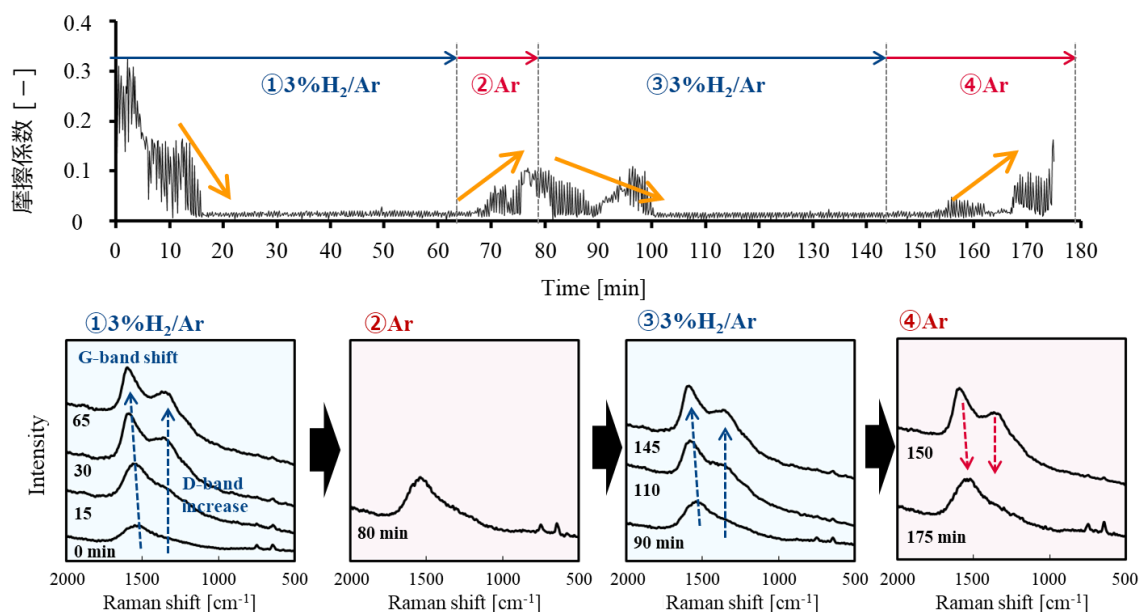 0.4
0.3
0.2
0.1
0
摩擦係数 [－]
①3%H₂/Ar
②Ar
③3%H₂/Ar
④Ar
0 10 20 30 40 50 60 70 80 90 100 110 120 130 140 150 160 170 180
Time [min]
①3%H₂/Ar
②Ar
③3%H₂/Ar
④Ar
Intensity
G-band shift
65
30
15
0 min
D-band
increase
2000 1500 1000 500
Raman shift [cm⁻¹]
80 min
2000 1500 1000 500
Raman shift [cm⁻¹]
145
110
90 min
2000 1500 1000 500
Raman shift [cm⁻¹]
150
175 min
2000 1500 1000 500
Raman shift [cm⁻¹]